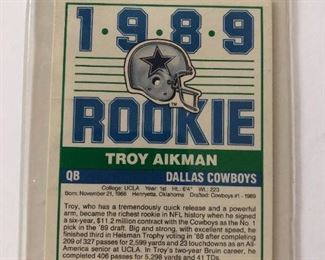 1·9·8·9
ROOKIE
TROY AIKMAN
QB DALLAS COWBOYS
College: UCLA Year: 1st Ht.: 6'4" Wt.: 223
Born: November 21, 1966 Henryetta, Oklahoma Drafted: Cowboys #1 - 1989
Troy, who has a tremendously quick release and a powerful
arm, became the richest rookie in NFL history when he signed
a six-year, $11.2 million contract with the Cowboys as the No. 1
pick in the '89 draft. Big and strong, with excellent speed, he
finished third in Heisman Trophy voting in '88 after completing
209 of 327 passes for 2,599 yards and 23 touchdowns as an All-
America senior at UCLA. In Troy's two-year Bruin career, he
completed 406 passes for 5,298 yards and 41 TDs.